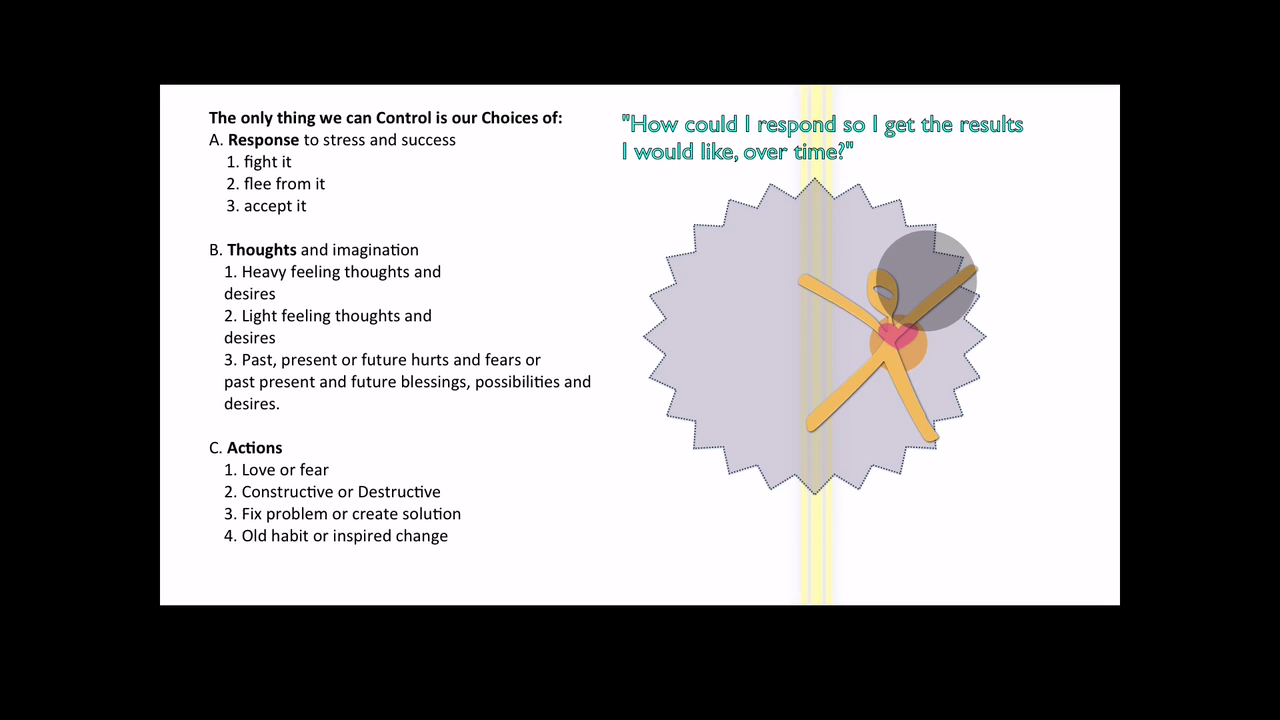 The only thing we can Control is our Choices of:
A. Response to stress and success
1. fight it
2. flee from it
3. accept it
B. Thoughts and imagination
1. Heavy feeling thoughts and
desires
2. Light feeling thoughts and
desires
3. Past, present or future hurts and fears or
past present and future blessings, possibilities and
desires.
C. Actions
1. Love or fear
2. Constructive or Destructive
3. Fix problem or create solution
4. Old habit or inspired change
"How could I respond so I get the results
I would like, over time?"